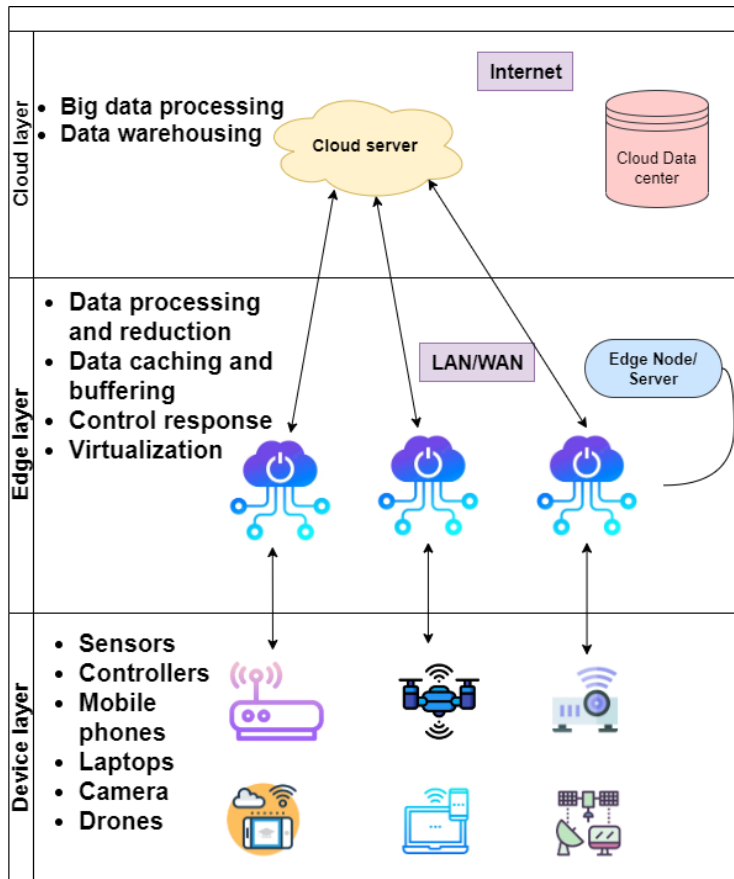 Cloud layer
Internet
• Big data processing
• Data warehousing
Cloud server
Cloud Data
center
Edge layer
• Data processing
and reduction
• Data caching and
buffering
• Control response
• Virtualization
LAN/WAN
Edge Node/
Server
Device layer
• Sensors
• Controllers
• Mobile
phones
• Laptops
• Camera
• Drones